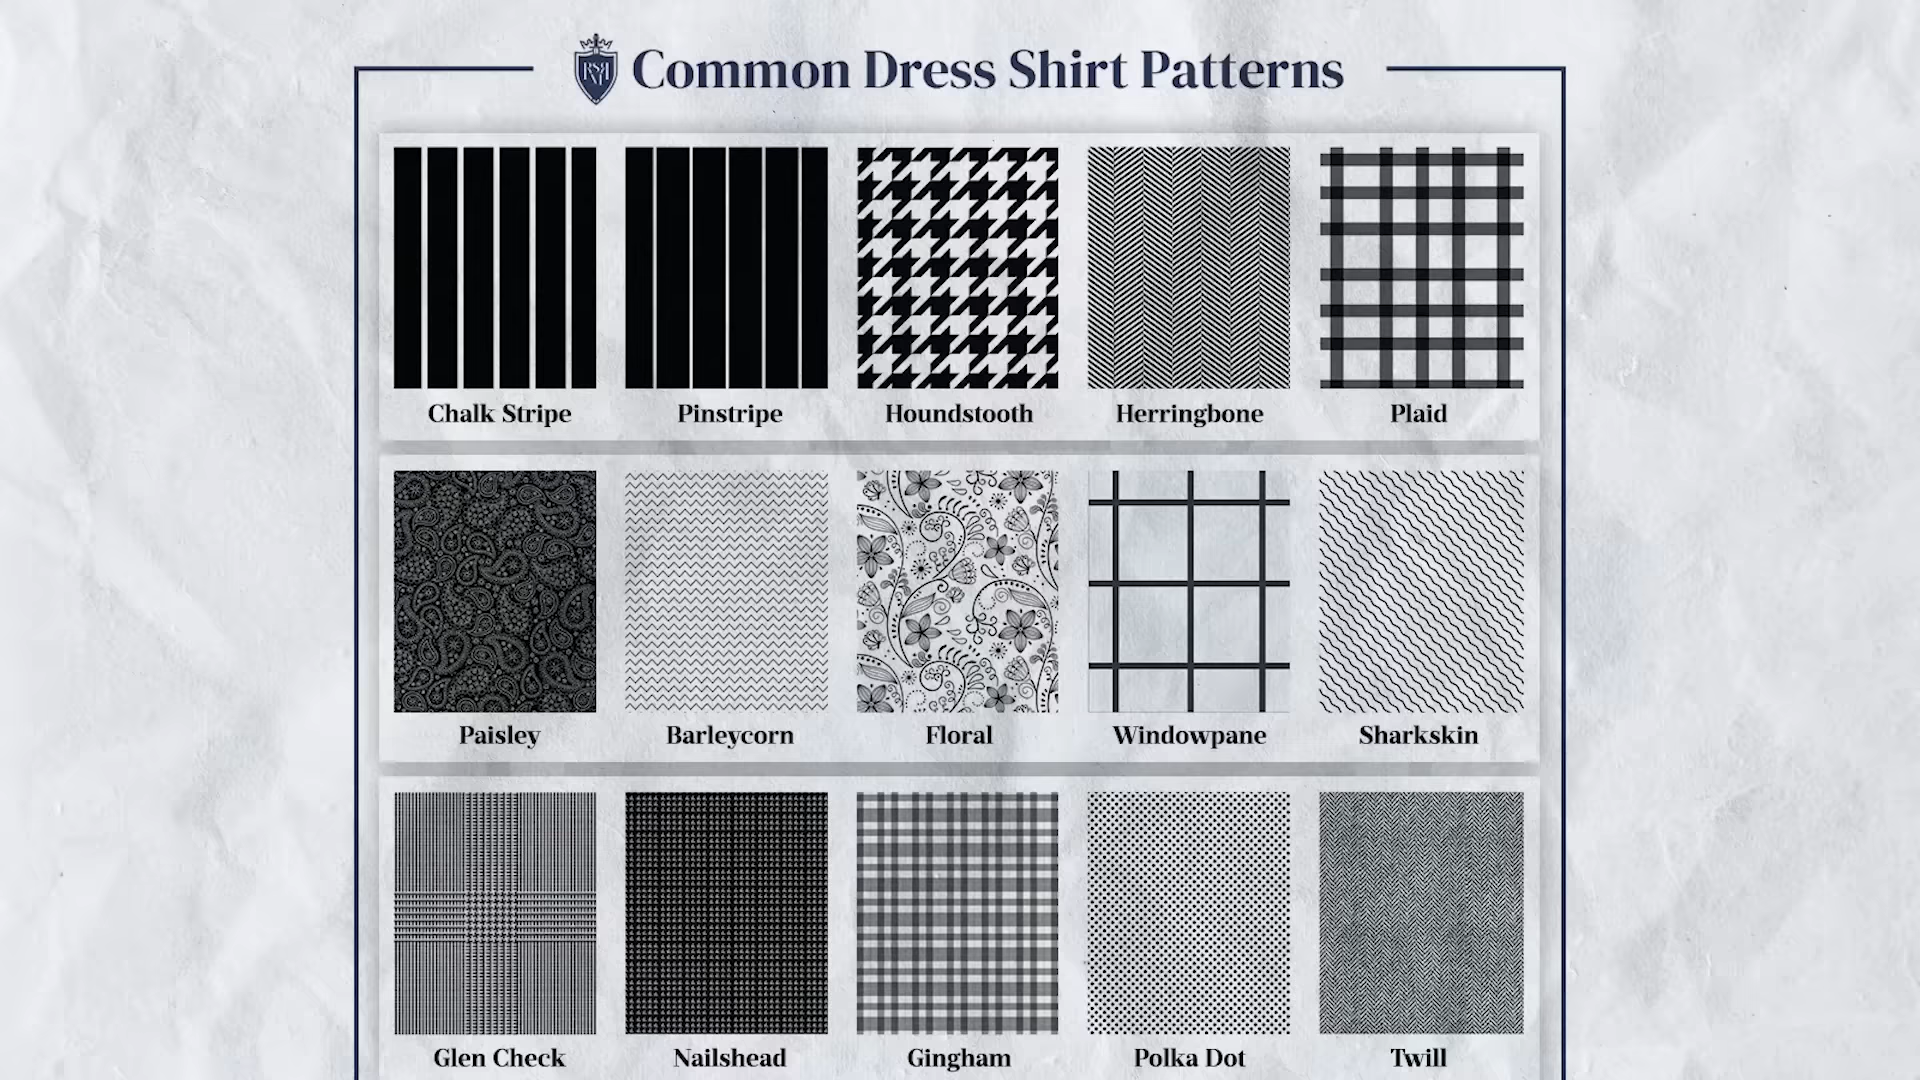 Common Dress Shirt Patterns
Chalk Stripe
Pinstripe
Houndstooth
Herringbone
Plaid
Paisley
Barleycorn
Floral
Windowpane
Sharkskin
Glen Check
Nailshead
Gingham
Polka Dot
Twill